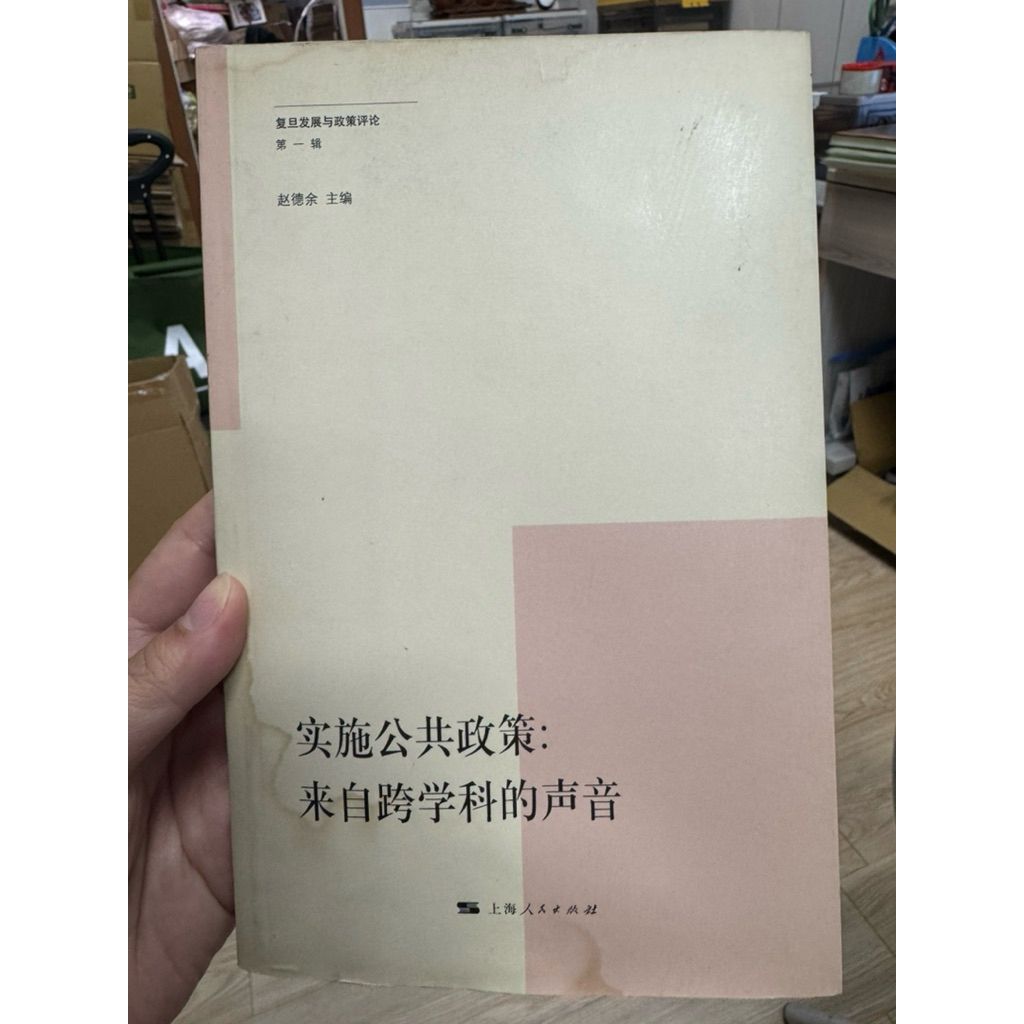 复旦发展与政策评论
第一辑
赵德余 主编
实施公共政策:
来自跨学科的声音
上海人民出版社
A